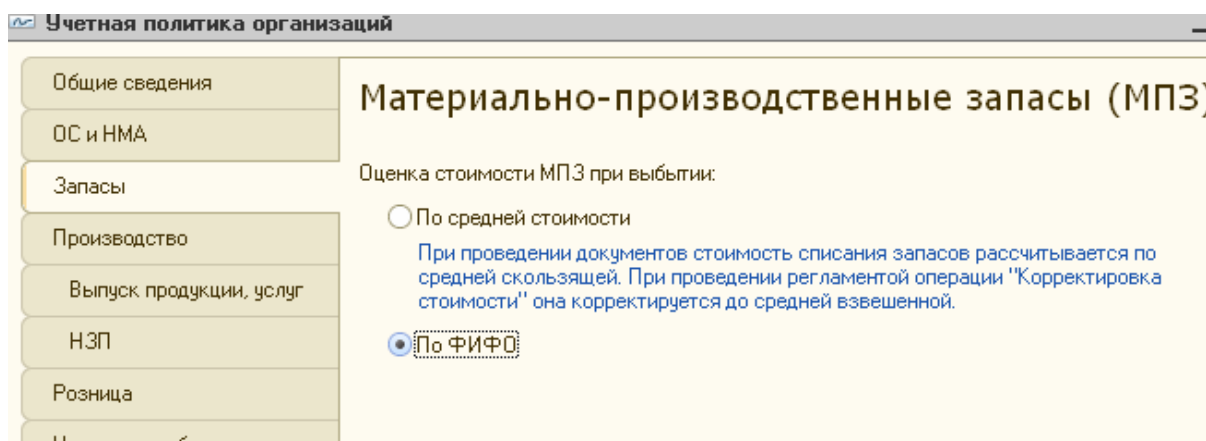 Учетная политика организаций
Общие сведения
ОС и НМА
Запасы
Производство
Выпуск продукции, услуг
НЗП
Розница
Материально-производственные запасы (МПЗ)
Оценка стоимости МПЗ при выбытии:
По средней стоимости
При проведении документов стоимость списания запасов рассчитывается по
средней скользящей. При проведении регламентой операции "Корректировка
стоимости" она корректируется до средней взвешенной.
По ФИФО